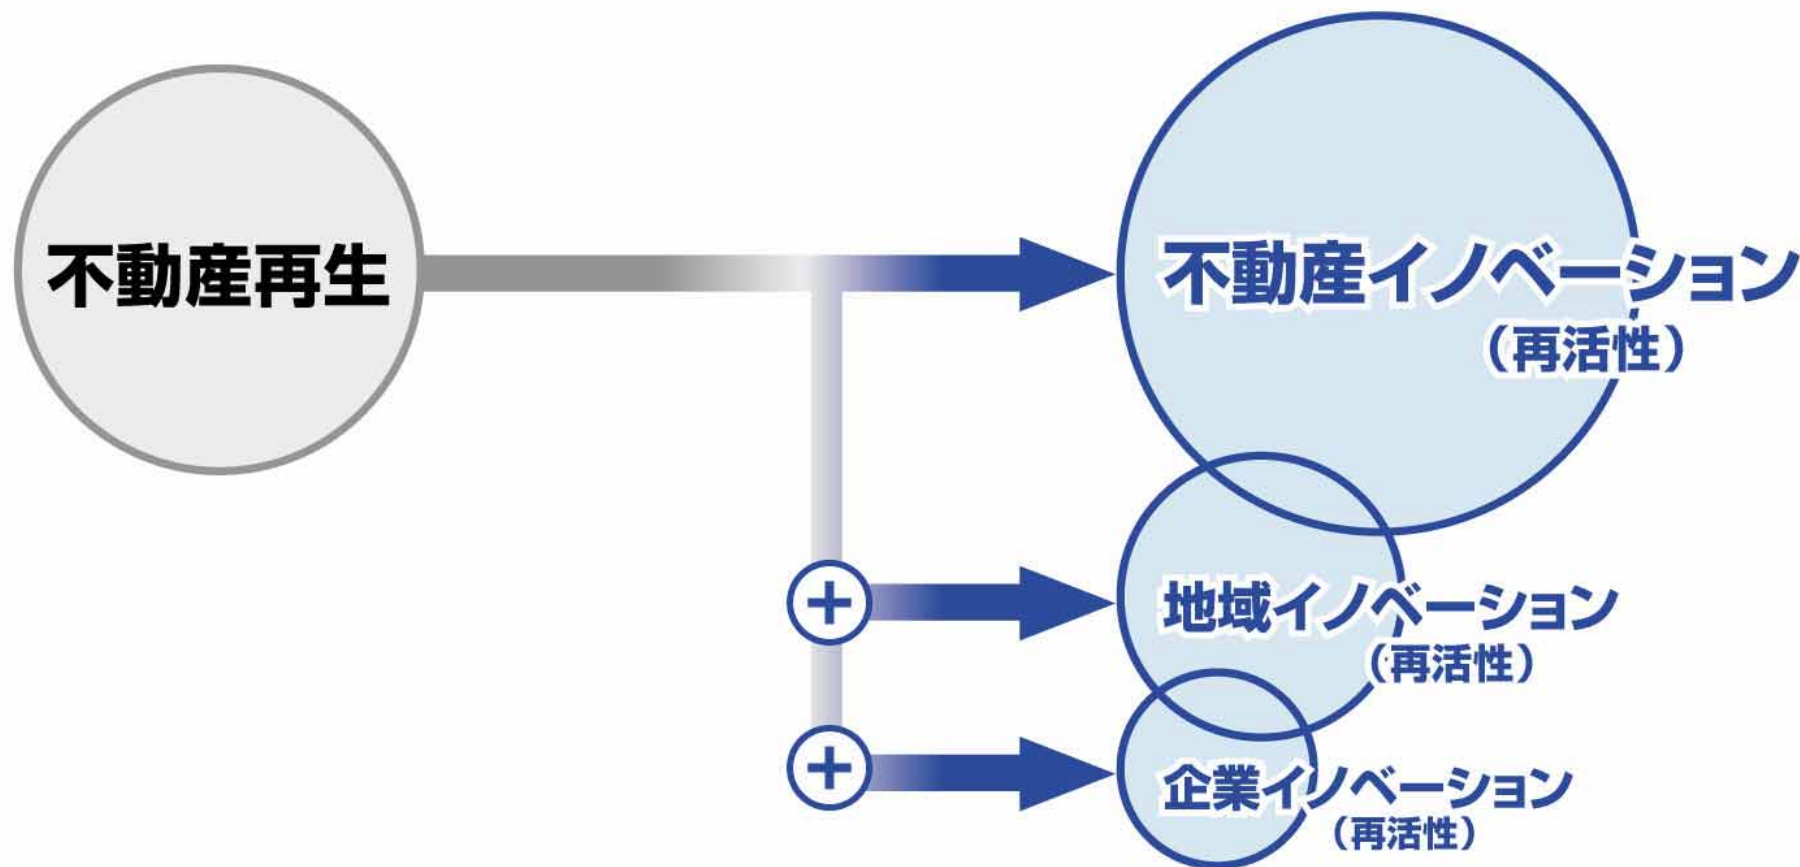 不動産再生
不動産イノベーション
（再活性）
+
地域イノベーション
（再活性）
+
企業イノベーション
（再活性）